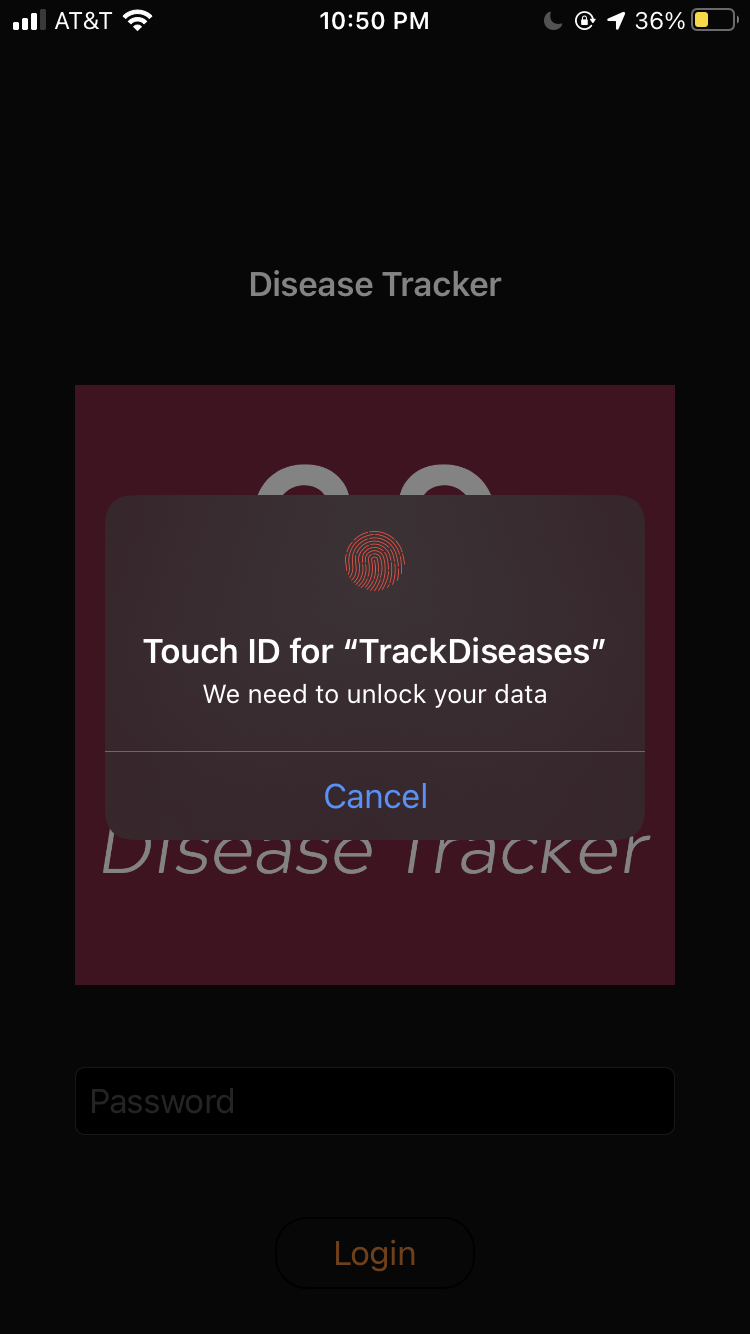 AT&T 10:50 PM 36%
Disease Tracker
Touch ID for “TrackDiseases”
We need to unlock your data
Cancel
Disease Tracker
Password
Login